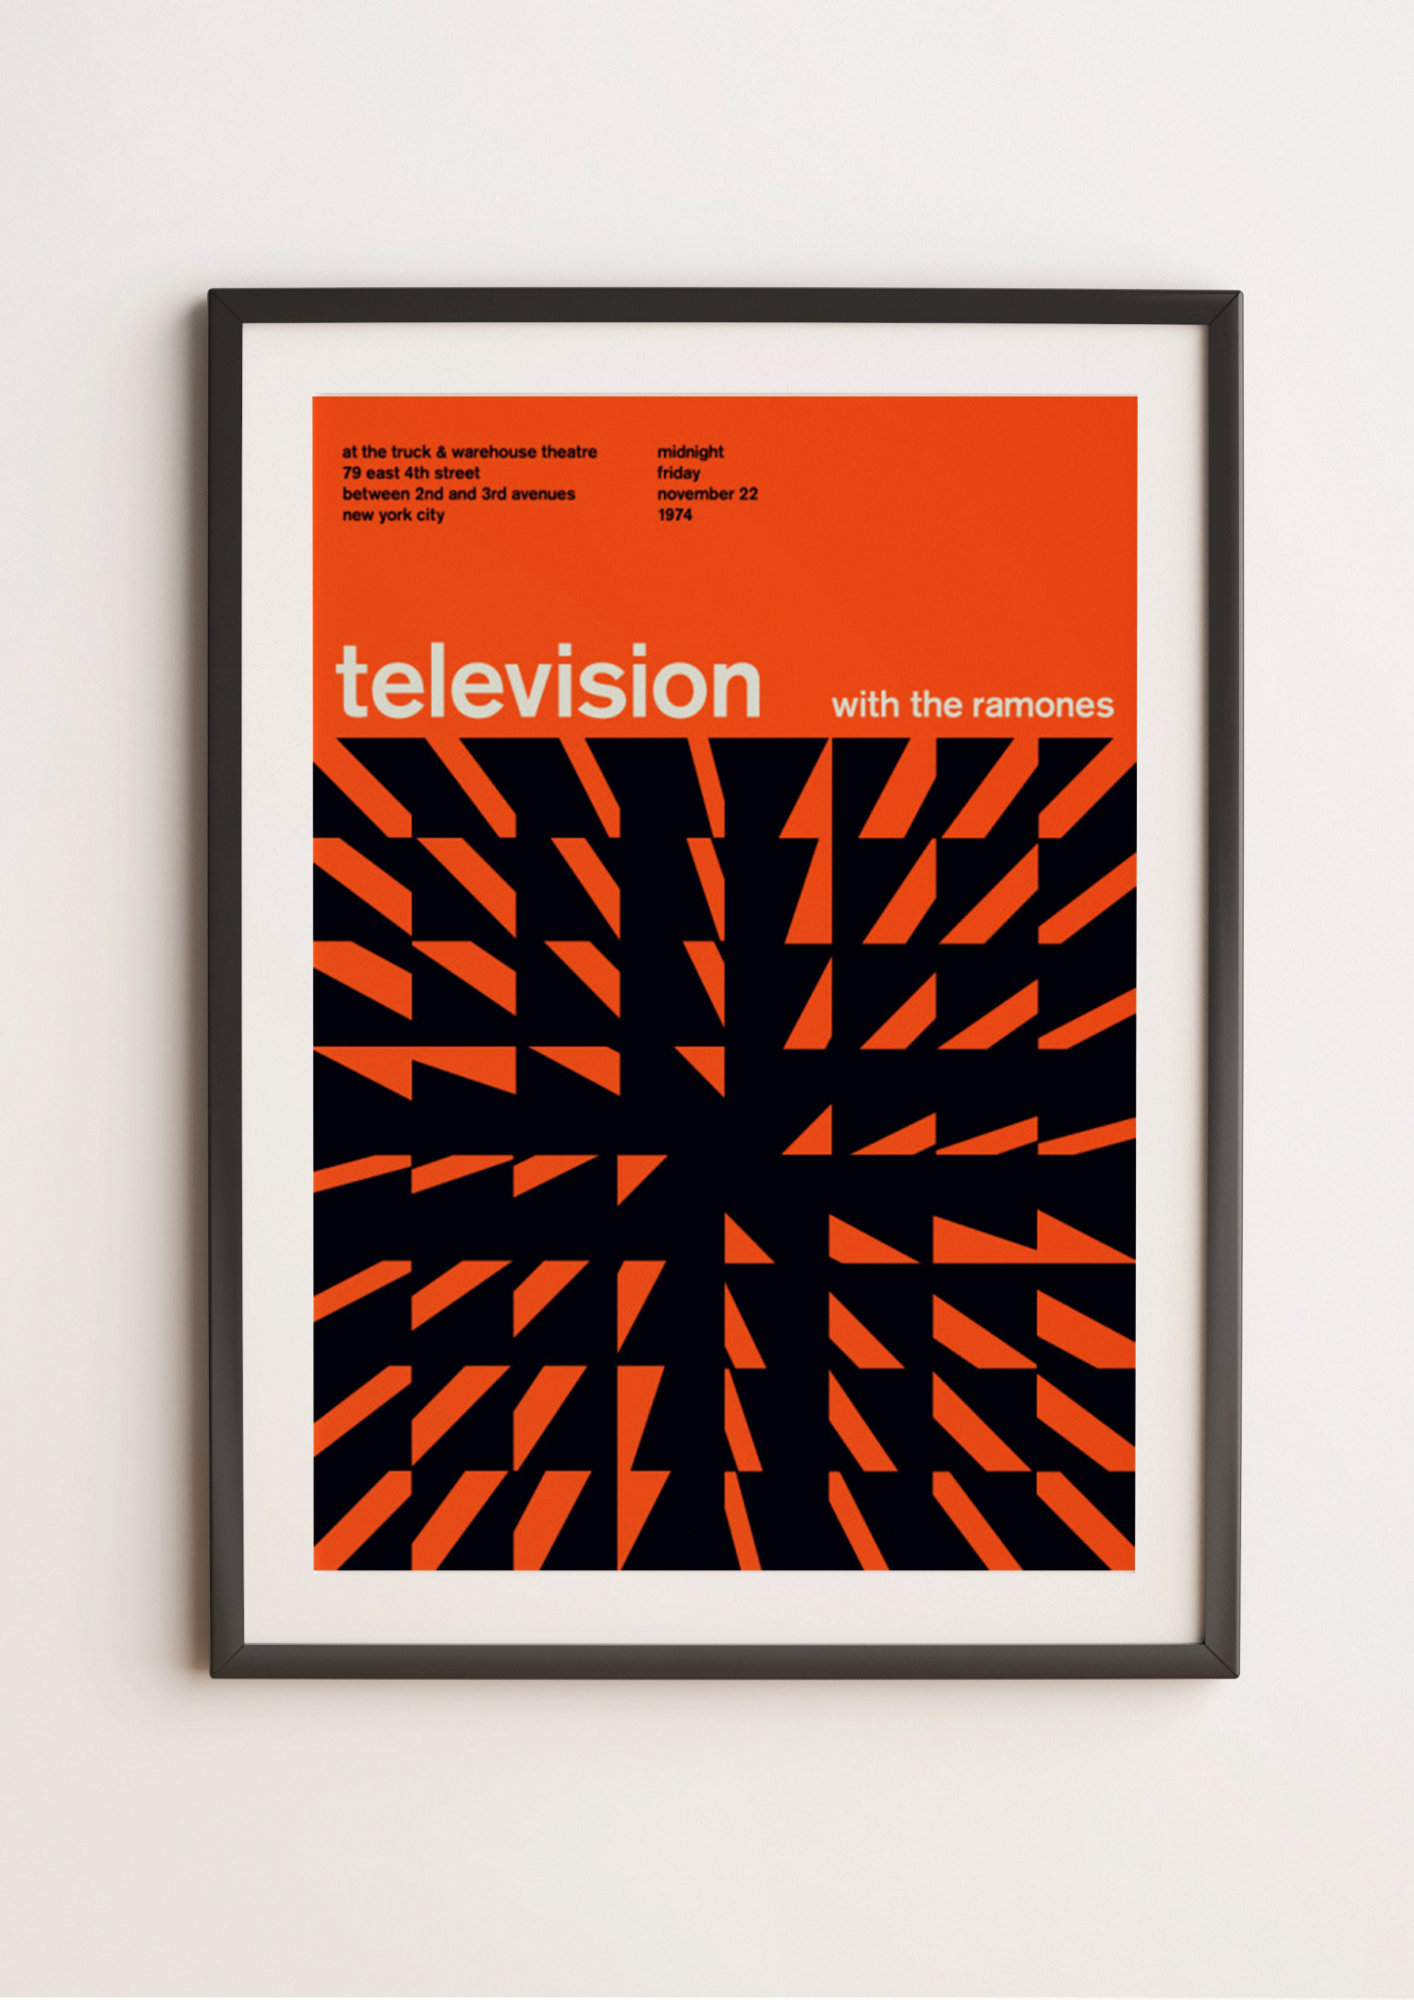 at the truck & warehouse theatre
79 east 4th street
between 2nd and 3rd avenues
new york city
midnight
friday
november 22
1974
television
with the ramones